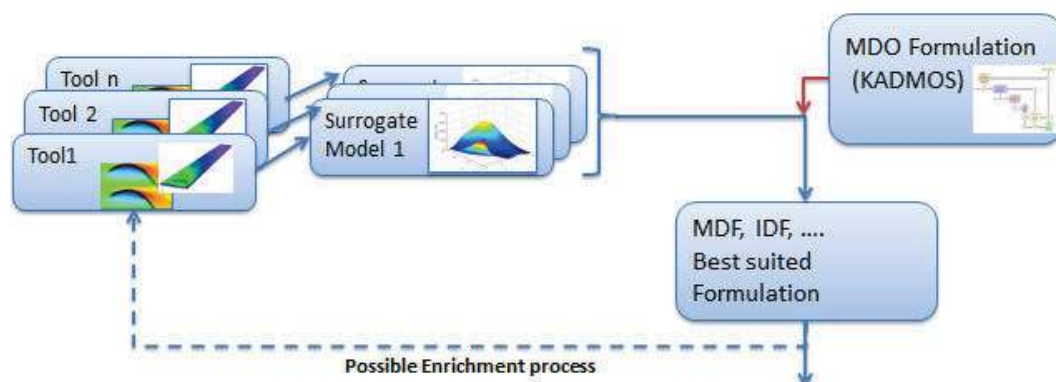 Tool n
Tool 2
Tool1
Surrogate
Model 1
MDO Formulation
(KADMOS)
MDF, IDF, ....
Best suited
Formulation
Possible Enrichment process